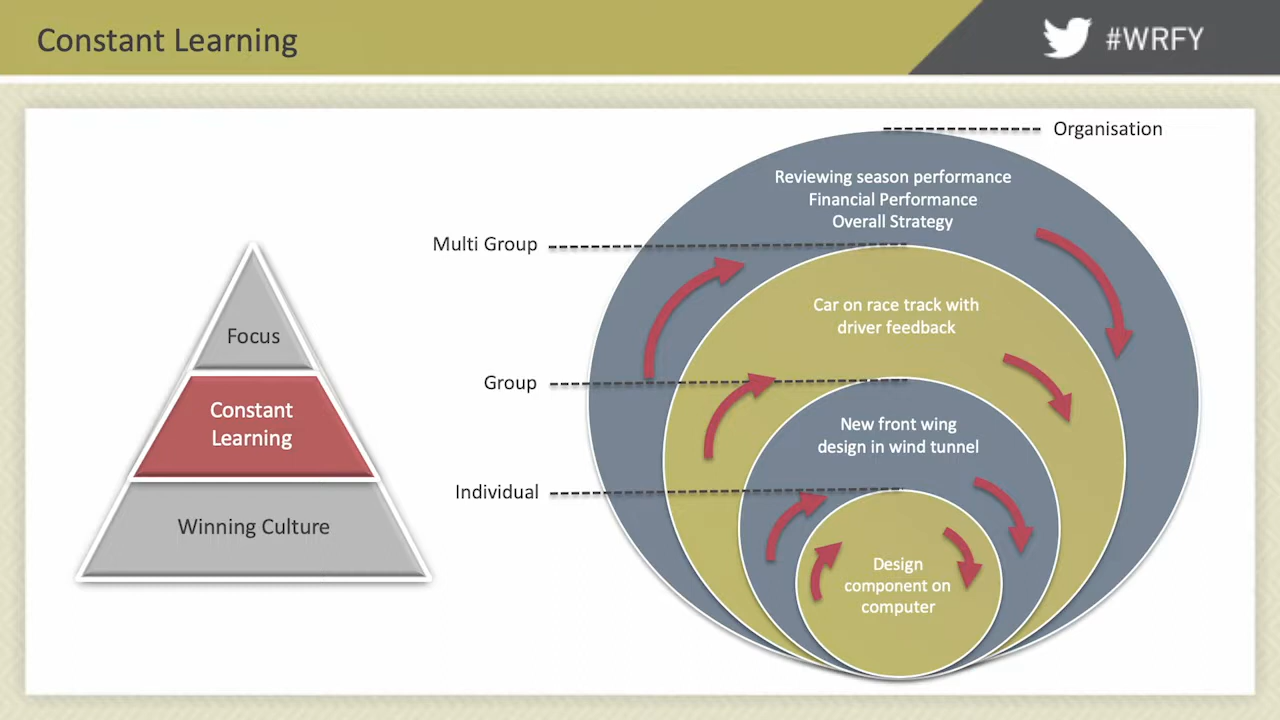 Constant Learning
#WRFY
Focus
Constant
Learning
Winning Culture
Organisation
Reviewing season performance
Financial Performance
Overall Strategy
Multi Group
Car on race track with
driver feedback
Group
New front wing
design in wind tunnel
Individual
Design
component on
computer